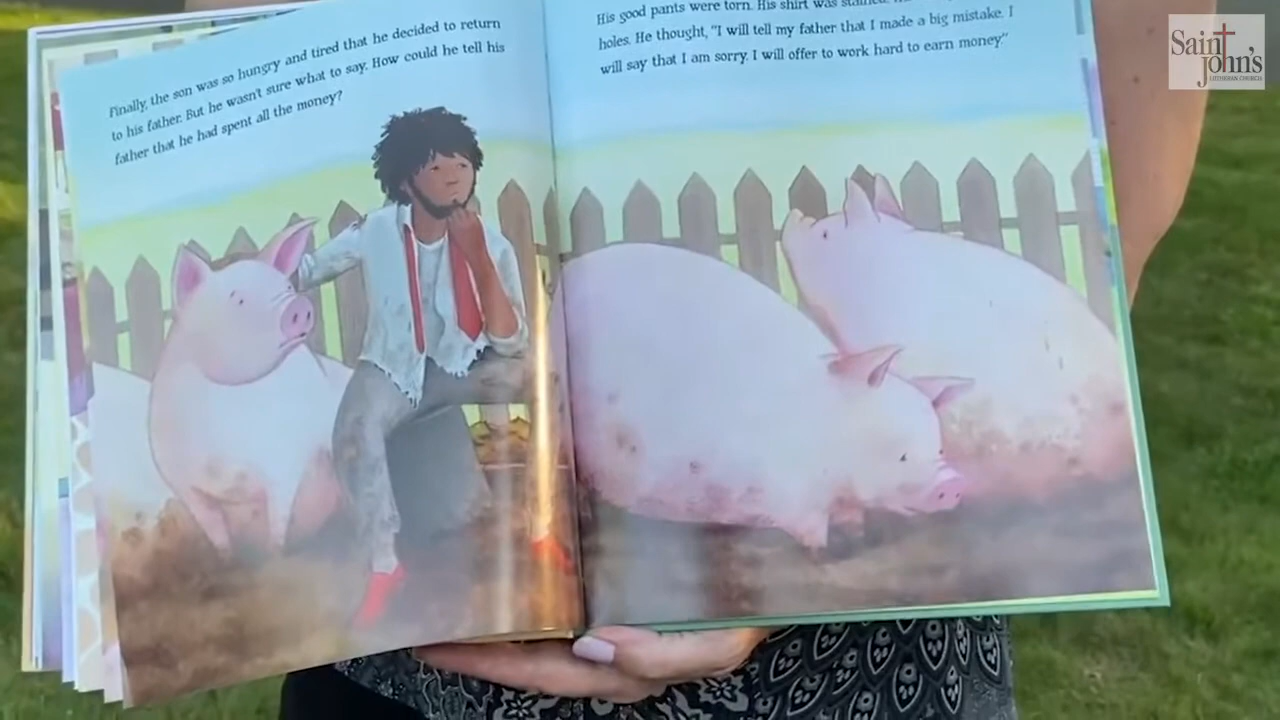 Finally, the son was so hungry and tired that he decided to return
to his father. But he wasn't sure what to say. How could he tell his
father that he had spent all the money?
His good pants were torn. His shirt was stained.
holes. He thought, "I will tell my father that I made a big mistake. I
will say that I am sorry. I will offer to work hard to earn money."
Saint
John's
LUTHERAN CHURCH